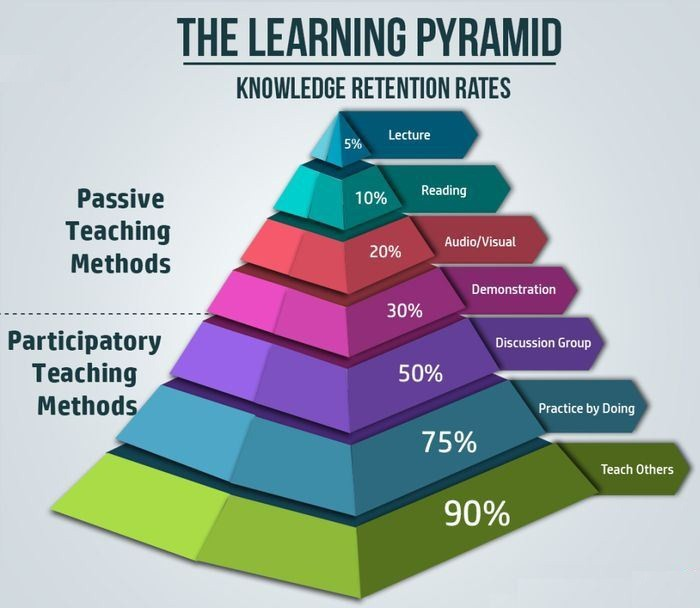 THE LEARNING PYRAMID
KNOWLEDGE RETENTION RATES
5%
Lecture
10%
Reading
Passive
Teaching
Methods
20%
Audio/Visual
30%
Demonstration
Participatory
Teaching
Methods
50%
Discussion Group
75%
Practice by Doing
90%
Teach Others